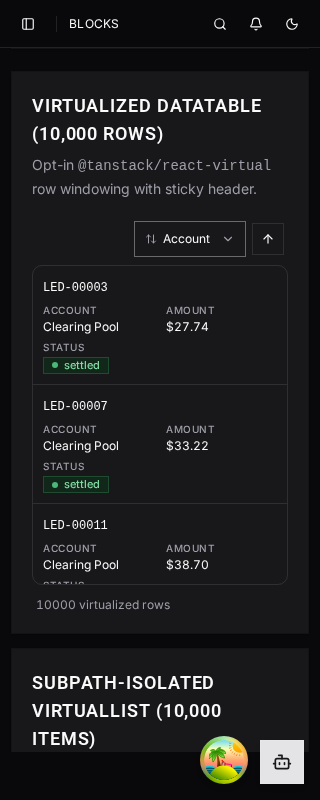 BLOCKS
VIRTUALIZED DATATABLE
(10,000 ROWS)
Opt-in @tanstack/react-virtual
row windowing with sticky header.
Account
LED-00003
ACCOUNT AMOUNT
Clearing Pool $27.74
STATUS
settled
LED-00007
ACCOUNT AMOUNT
Clearing Pool $33.22
STATUS
settled
LED-00011
ACCOUNT AMOUNT
Clearing Pool $38.70
STATUS
10000 virtualized rows
SUBPATH-ISOLATED
VIRTUALLIST (10,000
ITEMS)